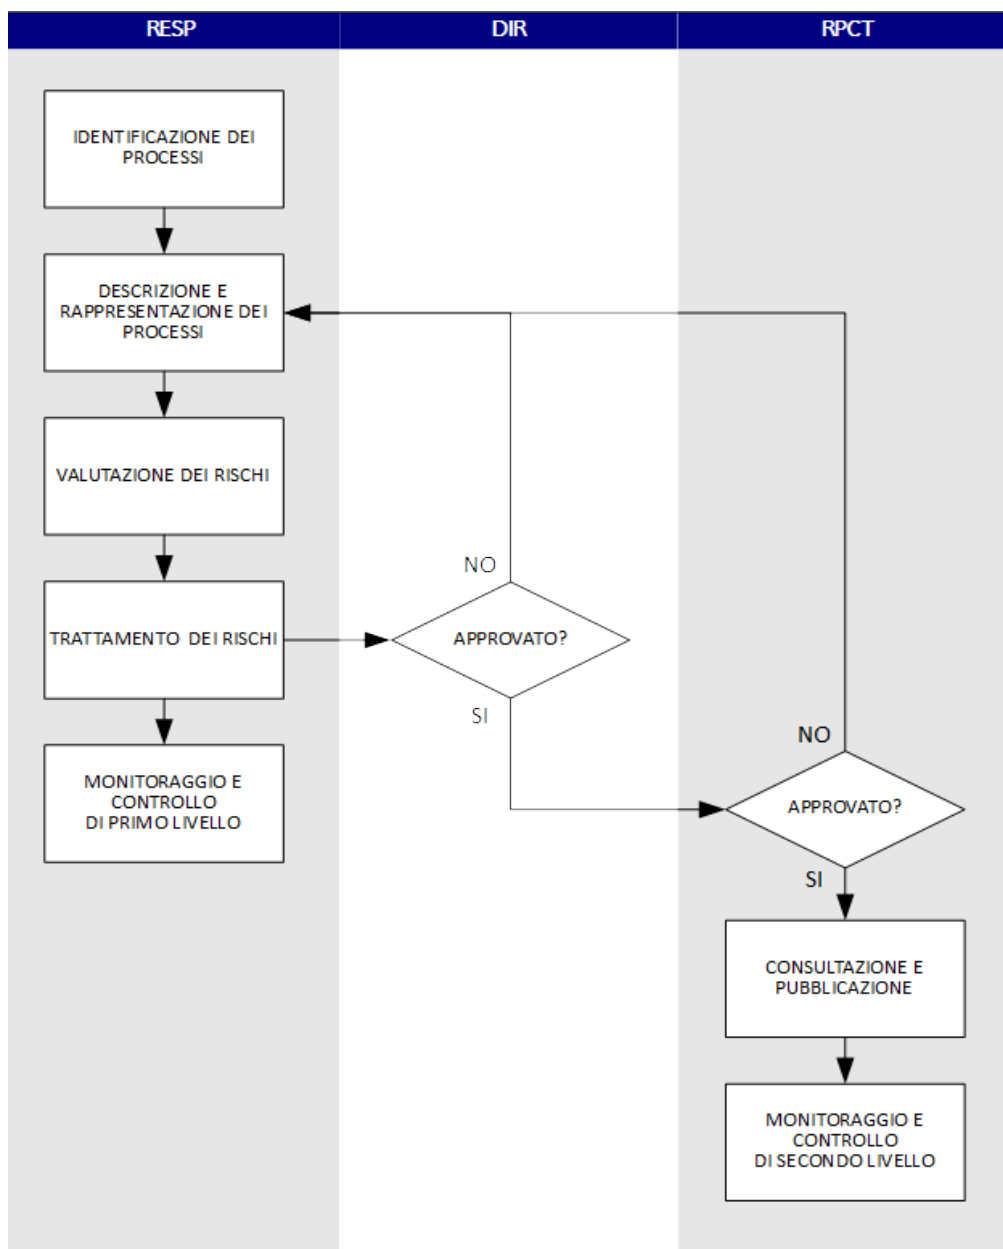 RESP
DIR
RPCT
IDENTIFICAZIONE DEI
PROCESSI
DESCRIZIONE E
RAPPRESENTAZIONE DEI
PROCESSI
VALUTAZIONE DEI RISCHI
NO
TRATTAMENTO DEI RISCHI
APPROVATO?
SI
NO
MONITORAGGIO E
CONTROLLO
DI PRIMO LIVELLO
APPROVATO?
SI
CONSULTAZIONE E
PUBBLICAZIONE
MONITORAGGIO E
CONTROLLO
DI SECONDO LIVELLO